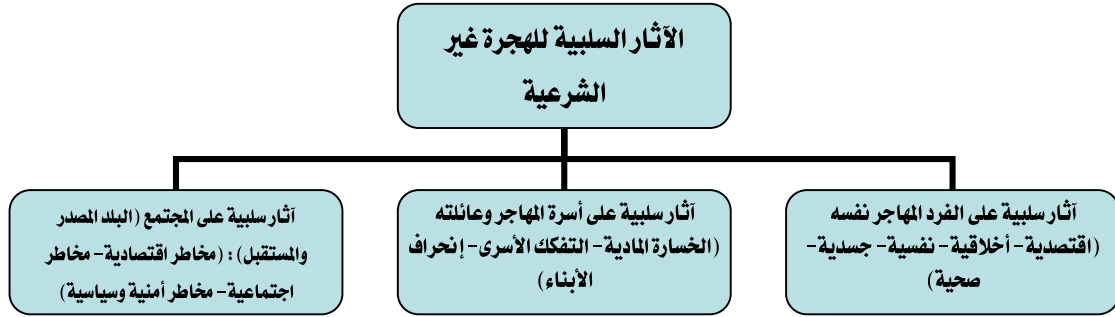 الآثار السلبية للهجرة غير
الشرعية
آثار سلبية على الفرد المهاجر نفسه
(اقتصدية- أخلاقية- نفسية- جسدية-
صحية)
آثار سلبية على أسرة المهاجر وعائلته
(الخسارة المادية- التفكك الأسرى- إنحراف
الأبناء)
آثار سلبية على المجتمع (البلد المصدر
والمستقبل): (مخاطر اقتصادية- مخاطر
اجتماعية- مخاطر أمنية وسياسية)